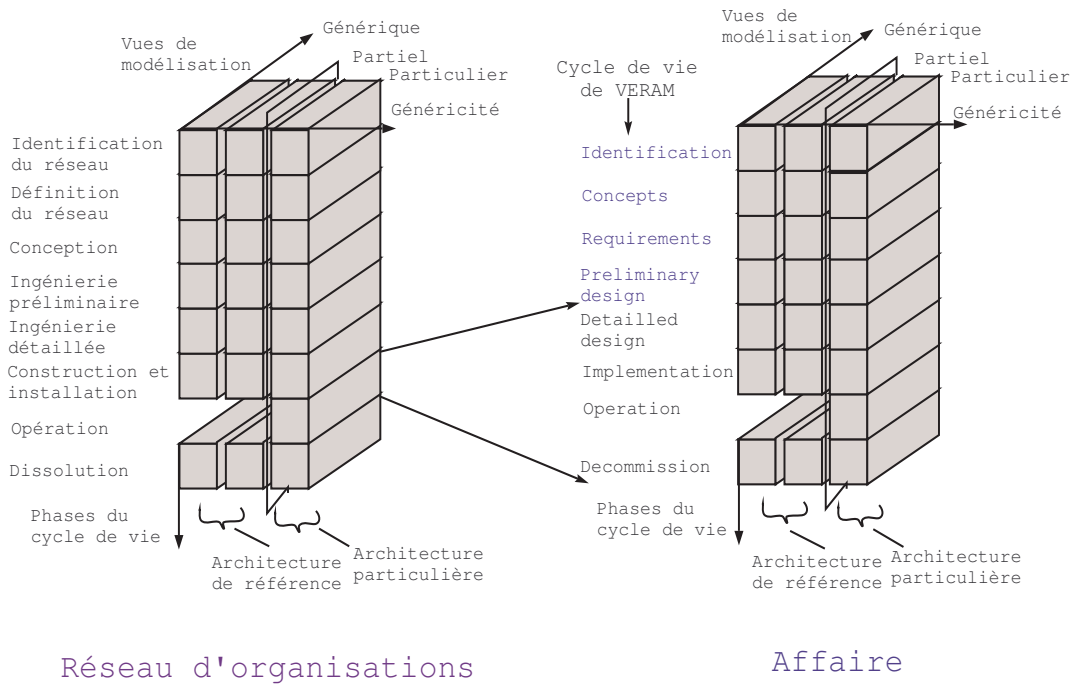 Vues de
modélisation
Générique
Partiel
Particulier
Généricité
Identification
du réseau
Définition
du réseau
Conception
Ingénierie
préliminaire
Ingénierie
détaillée
Construction et
installation
Opération
Dissolution
Phases du
cycle de vie
Architecture
de référence
Architecture
particulière
Réseau d'organisations
Vues de
modélisation
Générique
Partiel
Particulier
Généricité
Cycle de vie
de VERAM
Identification
Concepts
Requirements
Preliminary
design
Detailled
design
Implementation
Operation
Decommission
Phases du
cycle de vie
Architecture
de référence
Architecture
particulière
Affaire